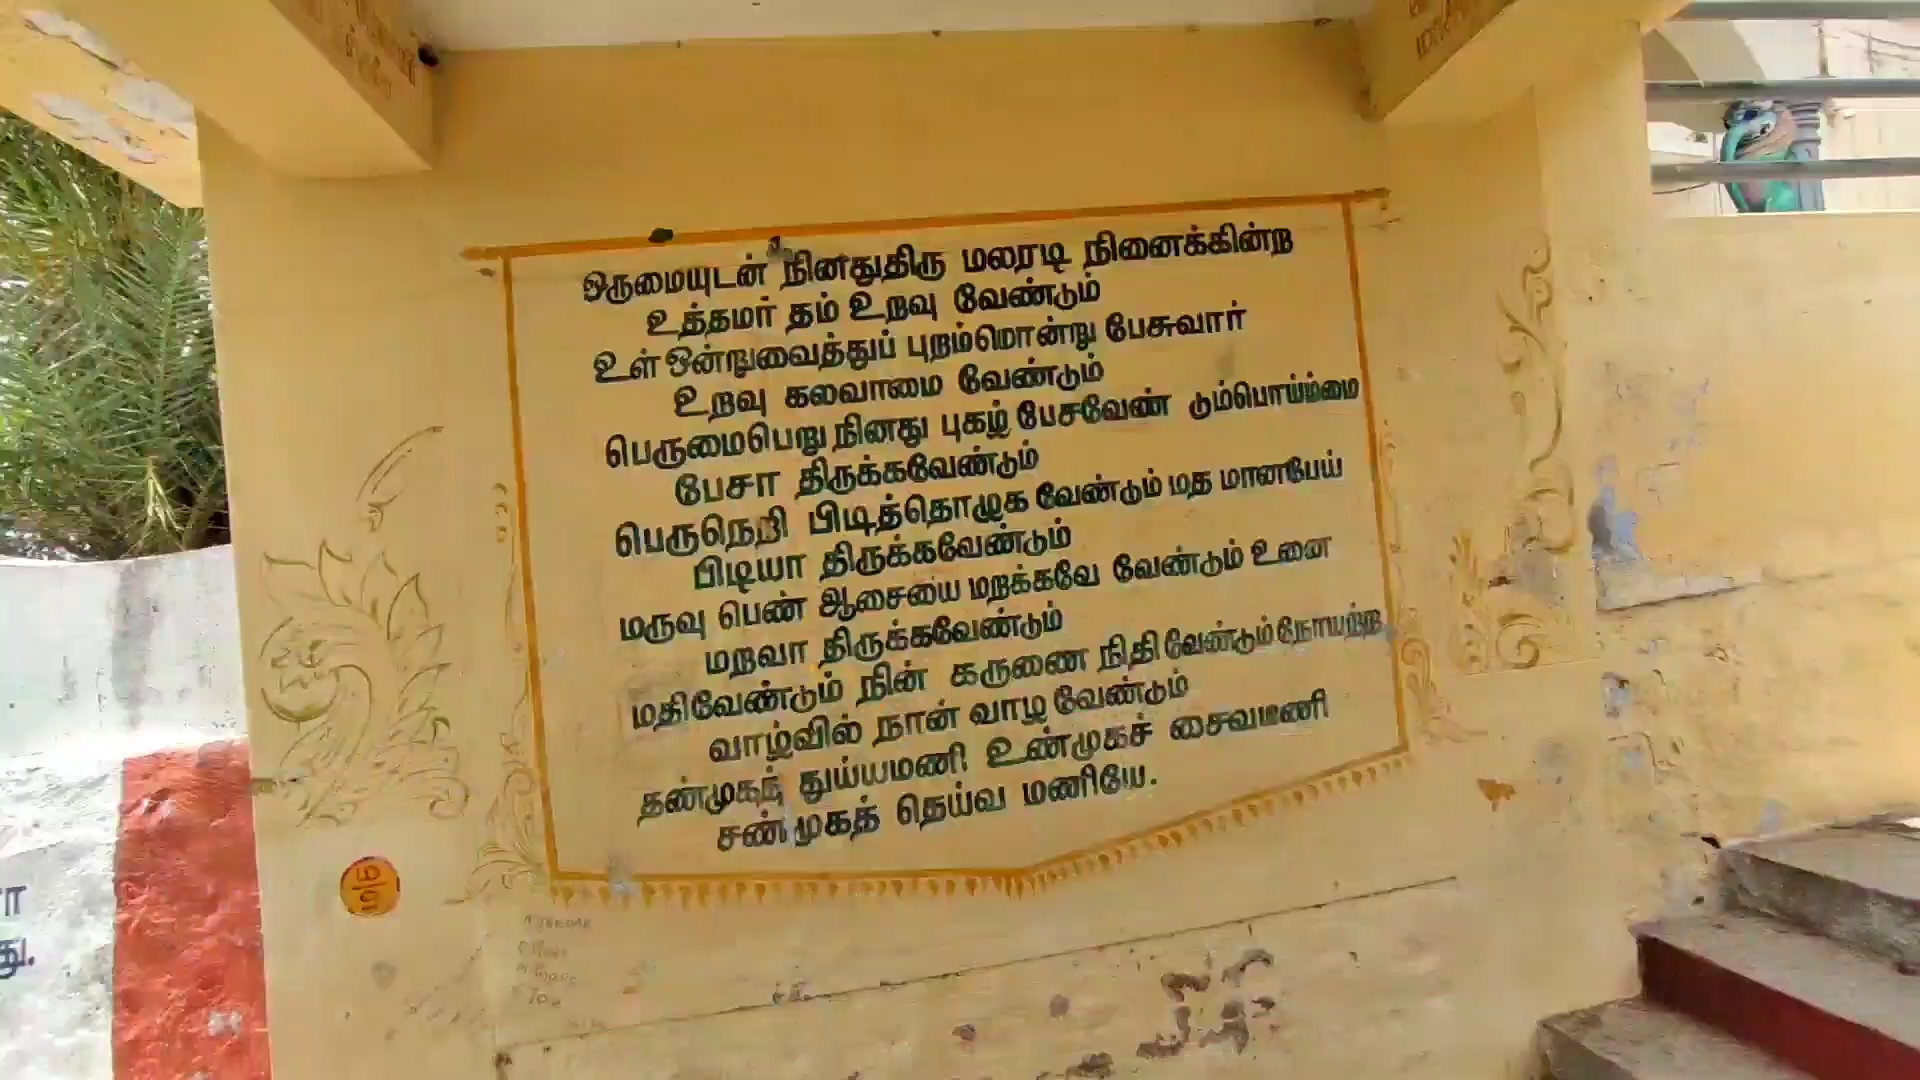 ஒருமையுடன் நினதுதிரு மலரடி நினைக்கின்ற
உத்தமர் தம் உறவு வேண்டும்
உள் ஒன்றுவைத்துப் புறம்மொன்று பேசுவார்
உறவு கலவாமை வேண்டும்
பெருமைபெறு நினது புகழ் பேசவேண் டும்பொய்ம்மை
பேசா திருக்கவேண்டும்
பெருநெறி பிடித்தொழுக வேண்டும் மத மானபேய்
பிடியா திருக்கவேண்டும்
மருவு பெண் ஆசையை மறக்கவே வேண்டும் உனை
மறவா திருக்கவேண்டும்
மதிவேண்டும் நின் கருணை நிதி வேண்டும் நோயற்ற
வாழ்வில் நான் வாழ வேண்டும்
தண்முகந் துய்யமணி உண்முகச் சைவமணி
சண்முகத் தெய்வ மணியே.